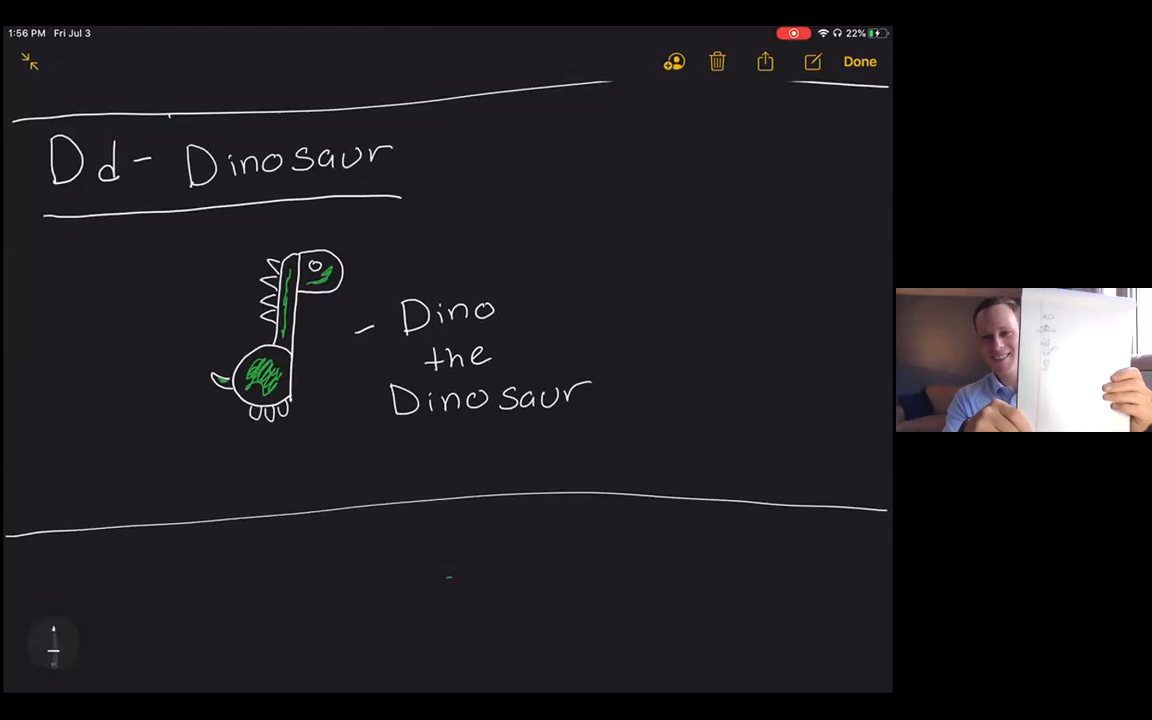 1:56 PM Fri Jul 3
22%
Done
Dd - Dinosaur
- Dino
the
Dinosaur